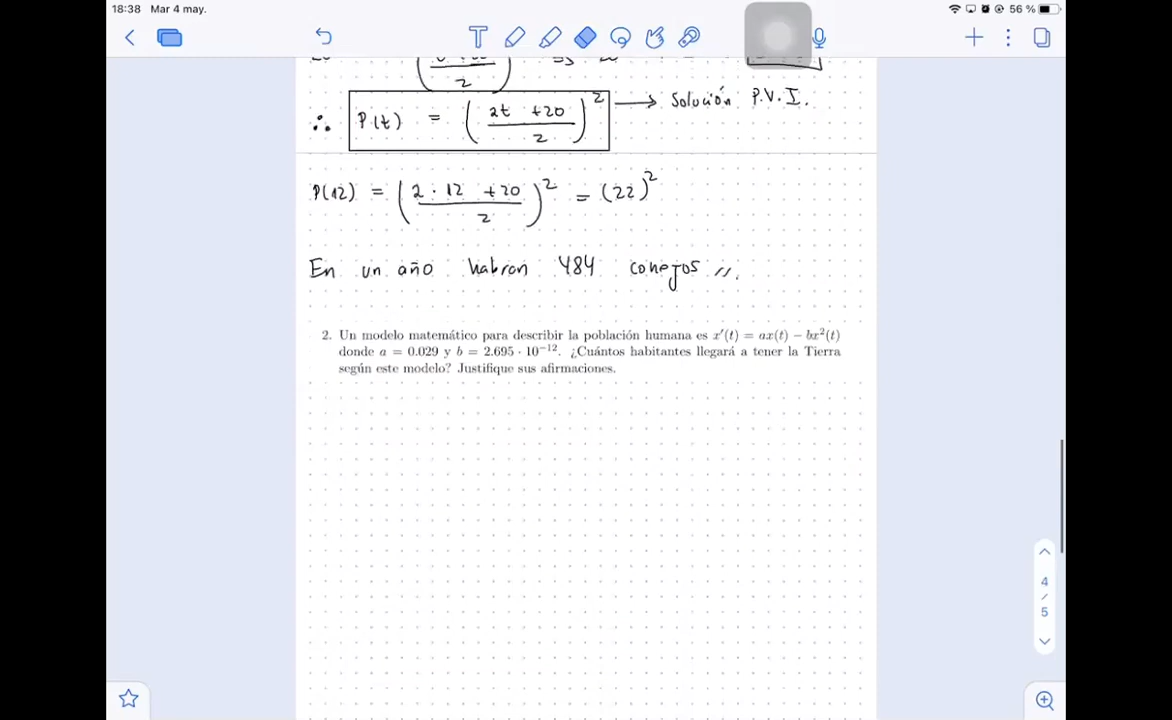 18:38 Mar 4 may.
56 %
∴ P(t) = ( 2t +20 / 2 )² → Solución P.V.I.
P(12) = ( 2 · 12 +20 / 2 )² = (22)²
En un año habron 484 conejos //.
2. Un modelo matemático para describir la población humana es x′(t) = ax(t) − bx²(t)
donde a = 0.029 y b = 2.695 · 10⁻¹². ¿Cuántos habitantes llegará a tener la Tierra
según este modelo? Justifique sus afirmaciones.
4
/
5